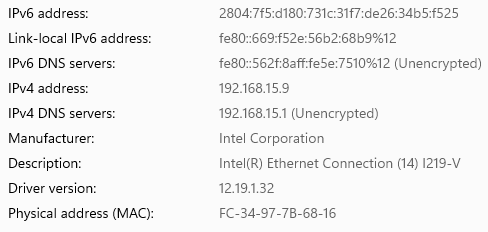 IPv6 address: 2804:7f5:d180:731c:31f7:de26:34b5:f525
Link-local IPv6 address: fe80::669:f52e:56b2:68b9%12
IPv6 DNS servers: fe80::562f:8aff:fe5e:7510%12 (Unencrypted)
IPv4 address: 192.168.15.9
IPv4 DNS servers: 192.168.15.1 (Unencrypted)
Manufacturer: Intel Corporation
Description: Intel(R) Ethernet Connection (14) I219-V
Driver version: 12.19.1.32
Physical address (MAC): FC-34-97-7B-68-16